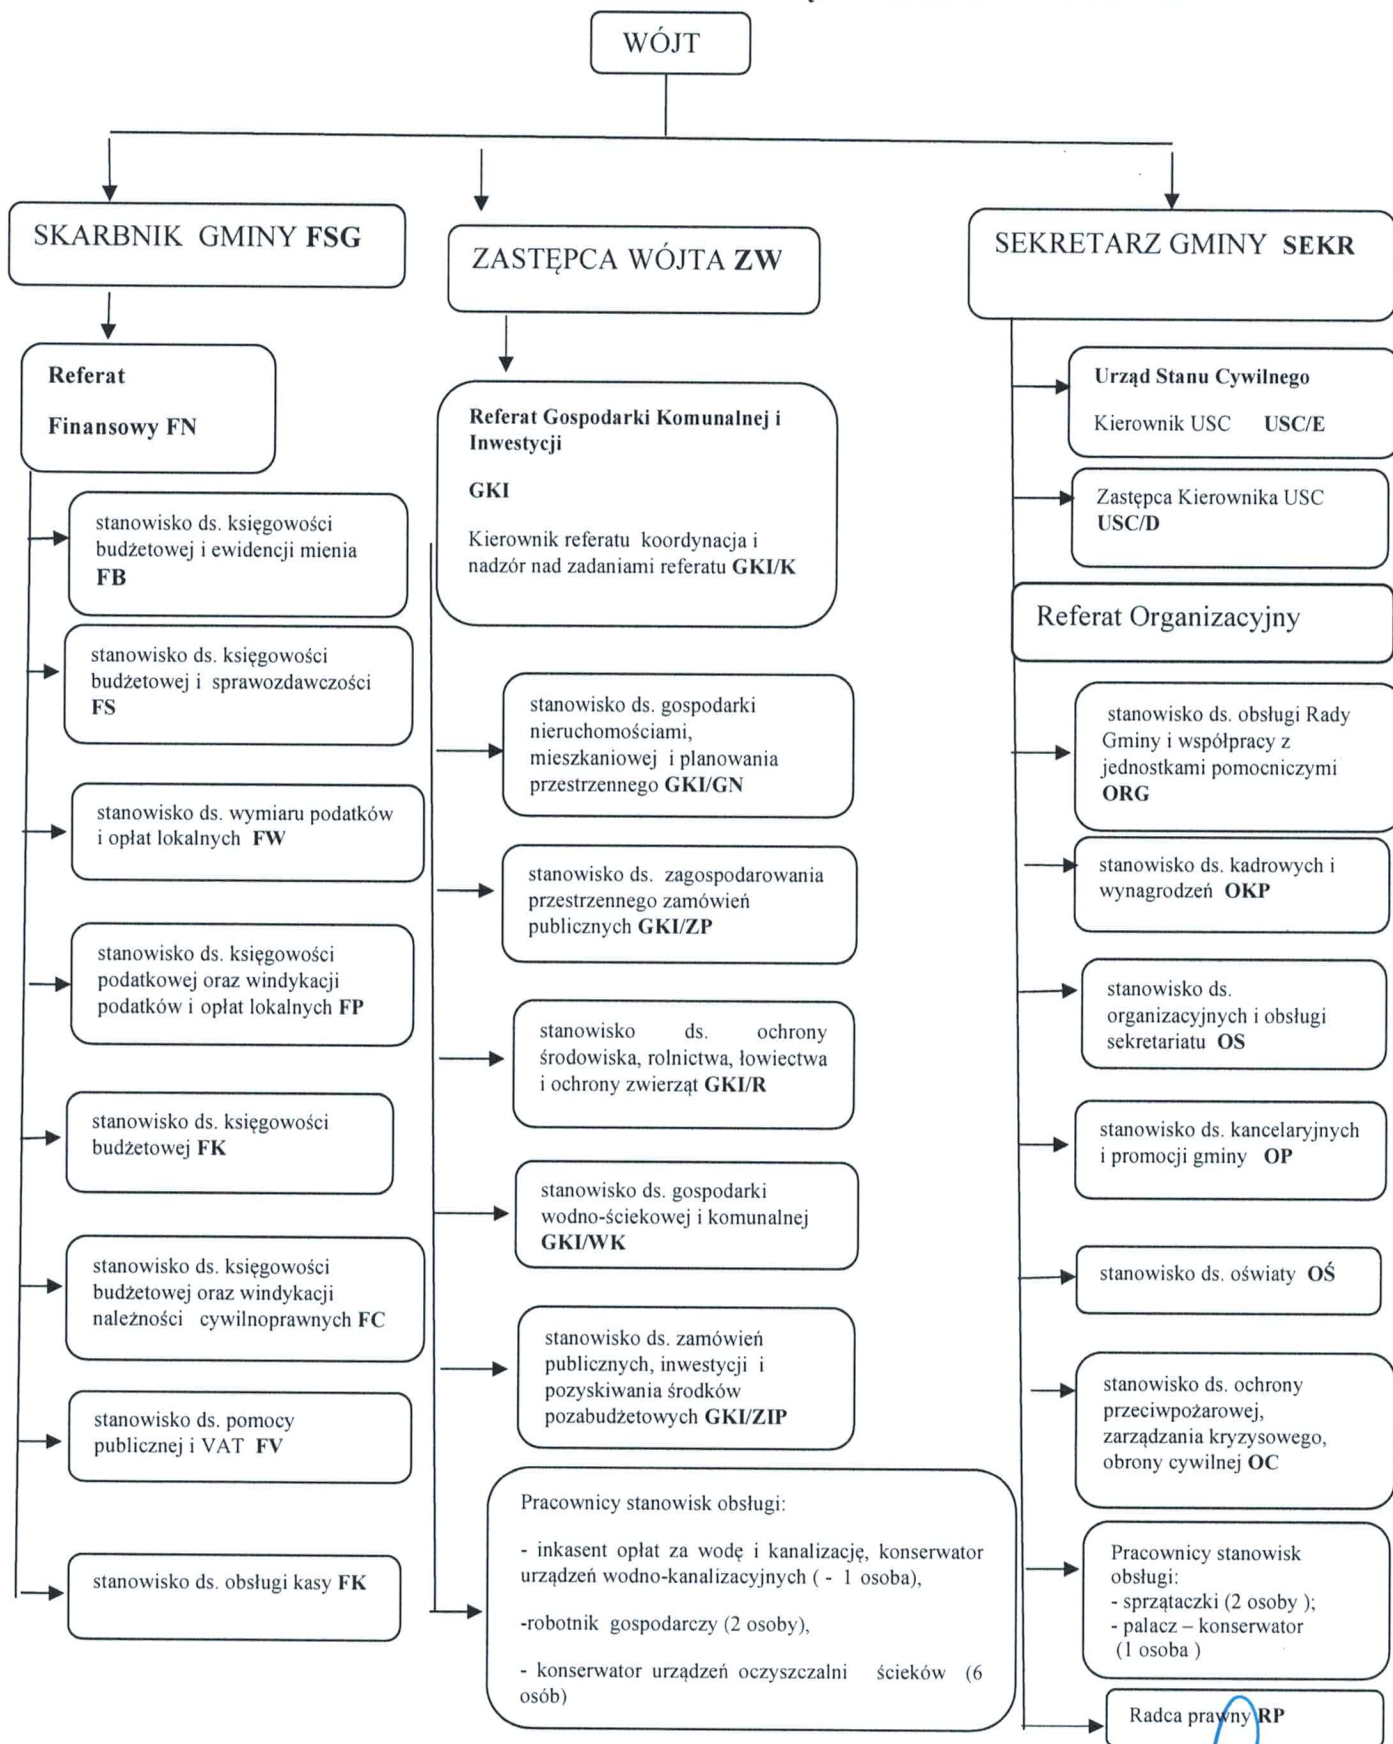 WÓJT
SKARBNIK GMINY FSG
ZASTĘPCA WÓJTA ZW
SEKRETARZ GMINY SEKR
Referat
Finansowy FN
stanowisko ds. księgowości
budżetowej i ewidencji mienia
FB
stanowisko ds. księgowości
budżetowej i sprawozdawczości
FS
stanowisko ds. wymiaru podatków
i opłat lokalnych FW
stanowisko ds. księgowości
podatkowej oraz windykacji
podatków i opłat lokalnych FP
stanowisko ds. księgowości
budżetowej FK
stanowisko ds. księgowości
budżetowej oraz windykacji
należności cywilnoprawnych FC
stanowisko ds. pomocy
publicznej i VAT FV
stanowisko ds. obsługi kasy FK
Referat Gospodarki Komunalnej i
Inwestycji
GKI
Kierownik referatu koordynacja i
nadzór nad zadaniami referatu GKI/K
stanowisko ds. gospodarki
nieruchomościami,
mieszkaniowej i planowania
przestrzennego GKI/GN
stanowisko ds. zagospodarowania
przestrzennego zamówień
publicznych GKI/ZP
stanowisko ds. ochrony
środowiska, rolnictwa, łowiectwa
i ochrony zwierząt GKI/R
stanowisko ds. gospodarki
wodno-ściekowej i komunalnej
GKI/WK
stanowisko ds. zamówień
publicznych, inwestycji i
pozyskiwania środków
pozabudżetowych GKI/ZIP
Pracownicy stanowisk obsługi:
- inkasent opłat za wodę i kanalizację, konserwator
urządzeń wodno-kanalizacyjnych ( - 1 osoba),
-robotnik gospodarczy (2 osoby),
- konserwator urządzeń oczyszczalni ścieków (6
osób)
Urząd Stanu Cywilnego
Kierownik USC USC/E
Zastępca Kierownika USC
USC/D
Referat Organizacyjny
stanowisko ds. obsługi Rady
Gminy i współpracy z
jednostkami pomocniczymi
ORG
stanowisko ds. kadrowych i
wynagrodzeń OKP
stanowisko ds.
organizacyjnych i obsługi
sekretariatu OS
stanowisko ds. kancelaryjnych
i promocji gminy OP
stanowisko ds. oświaty OŚ
stanowisko ds. ochrony
przeciwpożarowej,
zarządzania kryzysowego,
obrony cywilnej OC
Pracownicy stanowisk
obsługi:
- sprzątaczki (2 osoby );
- palacz – konserwator
(1 osoba )
Radca prawny RP